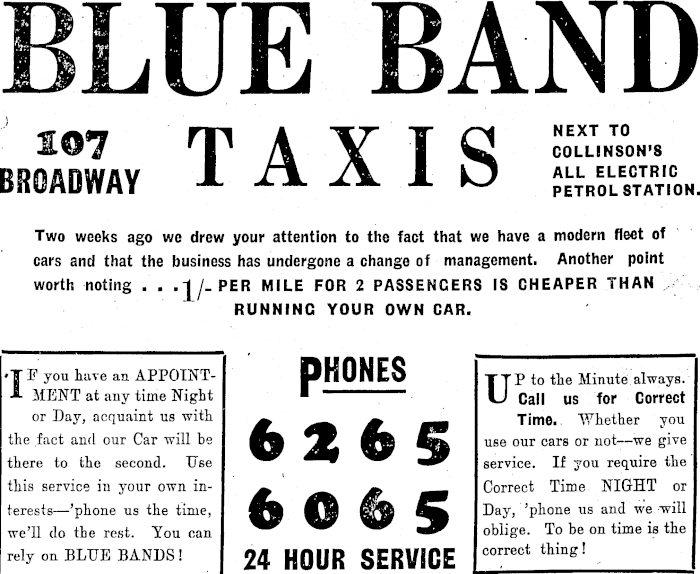 BLUE BAND
107
BROADWAY
TAXIS
NEXT TO
COLLINSON'S
ALL ELECTRIC
PETROL STATION.
Two weeks ago we drew your attention to the fact that we have a modern fleet of
cars and that the business has undergone a change of management. Another point
worth noting . . . 1/- PER MILE FOR 2 PASSENGERS IS CHEAPER THAN
RUNNING YOUR OWN CAR.
IF you have an APPOINT-
MENT at any time Night
or Day, acquaint us with
the fact and our Car will be
there to the second. Use
this service in your own in-
terests—'phone us the time,
we'll do the rest. You can
rely on BLUE BANDS!
PHONES
6265
6065
24 HOUR SERVICE
UP to the Minute always.
Call us for Correct
Time. Whether you
use our cars or not—we give
service. If you require the
Correct Time NIGHT or
Day, 'phone us and we will
oblige. To be on time is the
correct thing!